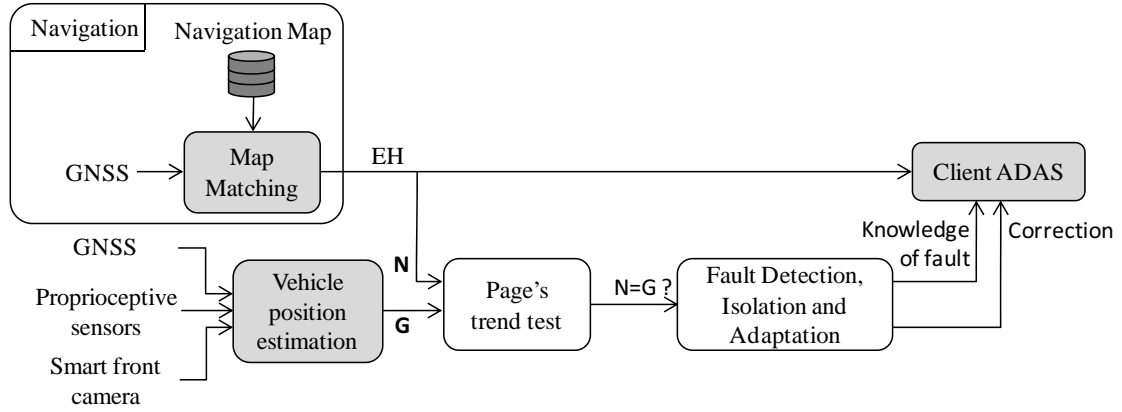 Navigation
Navigation Map
GNSS
Map
Matching
EH
Client ADAS
Knowledge
of fault
Correction
GNSS
Proprioceptive
sensors
Smart front
camera
Vehicle
position
estimation
N
G
Page's
trend test
N=G ?
Fault Detection,
Isolation and
Adaptation